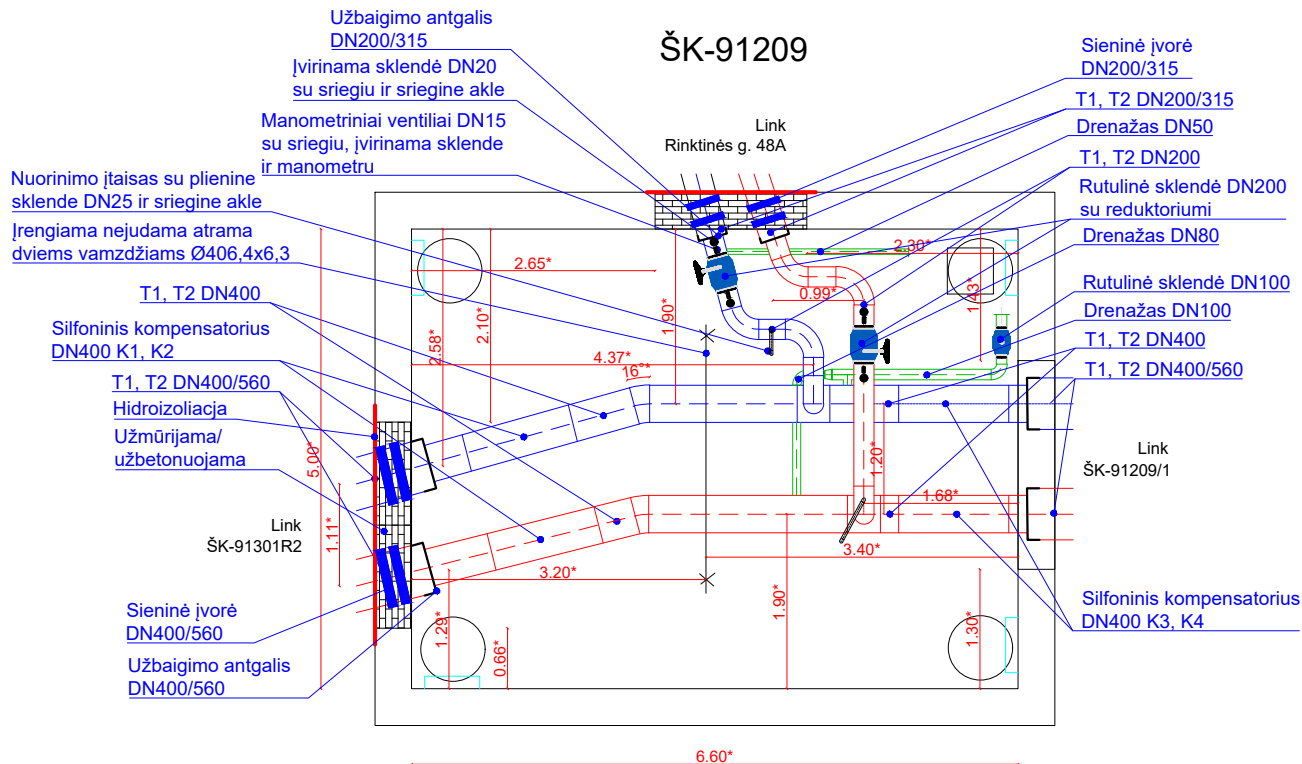 ŠK-91209
Užbaigimo antgalis
DN200/315
Įvirinama sklendė DN20
su sriegiu ir sriegine akle
Manometriniai ventiliai DN15
su sriegiu, įvirinama sklende
ir manometru
Nuorinimo įtaisas su plienine
sklende DN25 ir sriegine akle
Įrengiama nejudama atrama
dviems vamzdžiams Ø406,4x6,3
T1, T2 DN400
Silfoninis kompensatorius
DN400 K1, K2
T1, T2 DN400/560
Hidroizoliacja
Užmūrijama/
užbetonuojama
Link
ŠK-91301R2
Sieninė įvorė
DN400/560
Užbaigimo antgalis
DN400/560
Link
Rinktinės g. 48A
Sieninė įvorė
DN200/315
T1, T2 DN200/315
Drenažas DN50
T1, T2 DN200
Rutulinė sklendė DN200
su reduktoriumi
Drenažas DN80
Rutulinė sklendė DN100
Drenažas DN100
T1, T2 DN400
T1, T2 DN400/560
Link
ŠK-91209/1
Silfoninis kompensatorius
DN400 K3, K4
2.65*
2.30*
1.43*
0.99*
1.90*
2.10*
2.58*
4.37*
16°*
5.00*
1.11*
1.20*
1.68*
3.40*
3.20*
1.29*
0.66*
1.90*
1.30*
6.60*